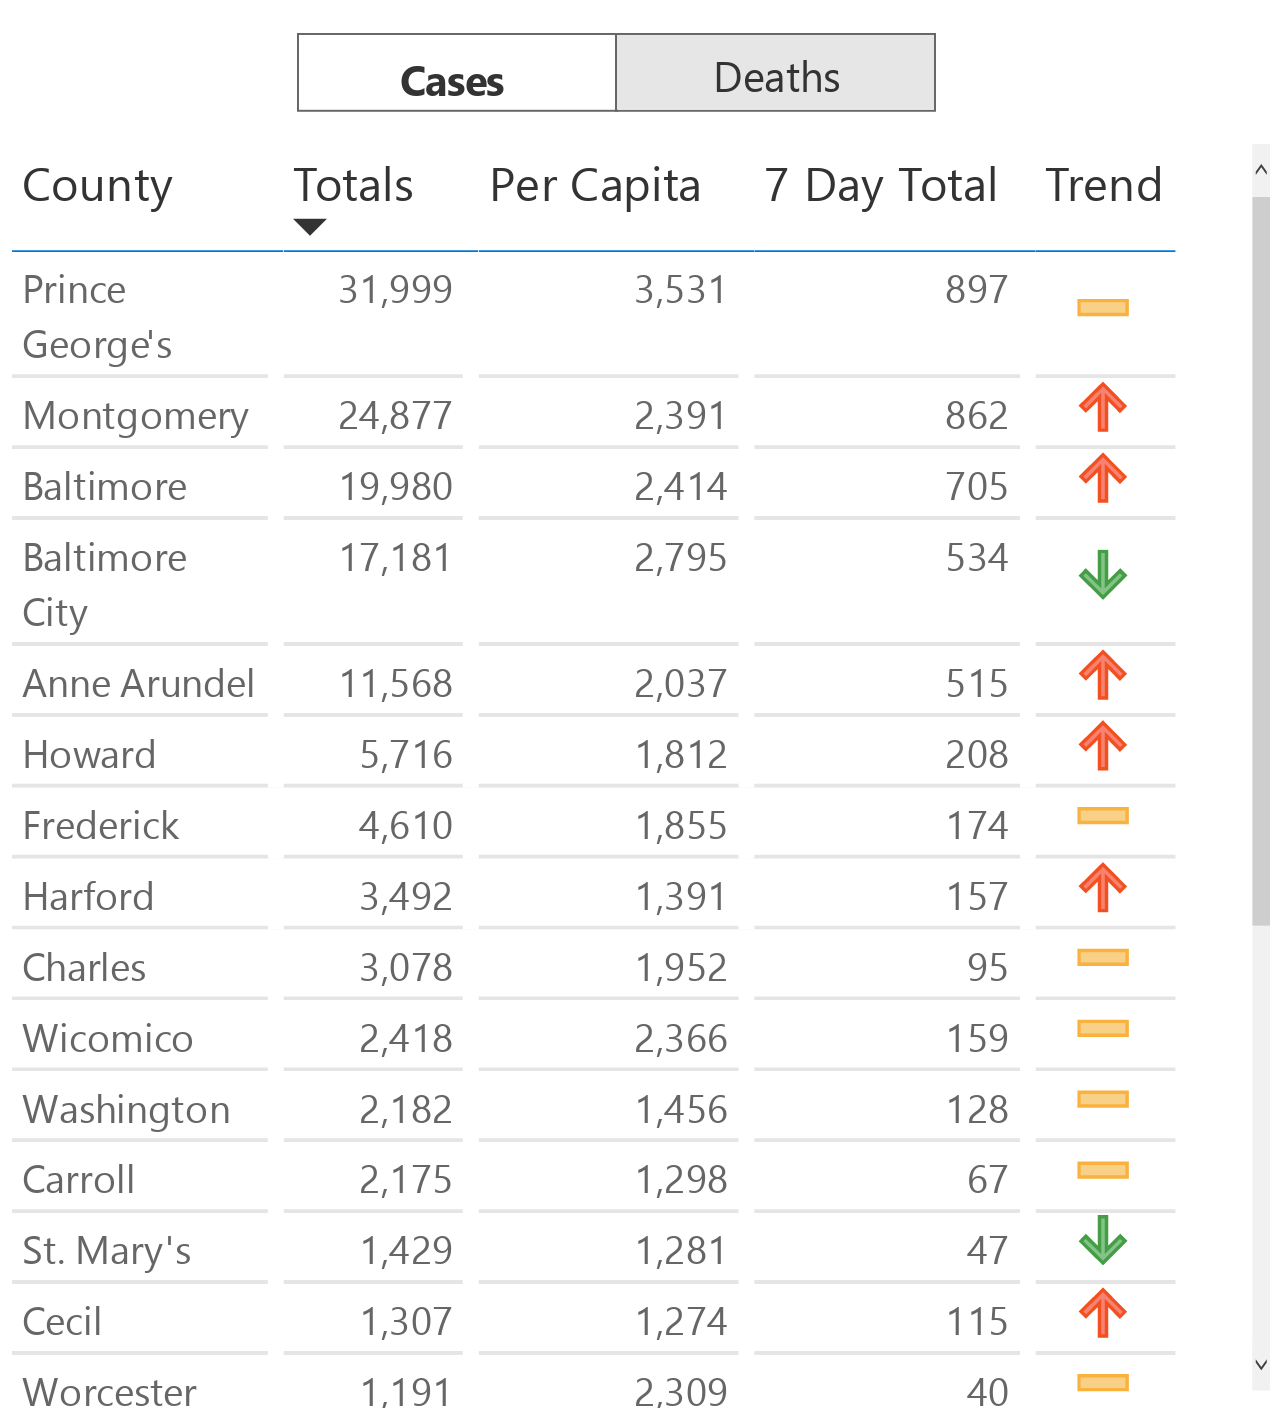 Cases Deaths
County Totals Per Capita 7 Day Total Trend
Prince George's 31,999 3,531 897
Montgomery 24,877 2,391 862
Baltimore 19,980 2,414 705
Baltimore City 17,181 2,795 534
Anne Arundel 11,568 2,037 515
Howard 5,716 1,812 208
Frederick 4,610 1,855 174
Harford 3,492 1,391 157
Charles 3,078 1,952 95
Wicomico 2,418 2,366 159
Washington 2,182 1,456 128
Carroll 2,175 1,298 67
St. Mary's 1,429 1,281 47
Cecil 1,307 1,274 115
Worcester 1,191 2,309 40